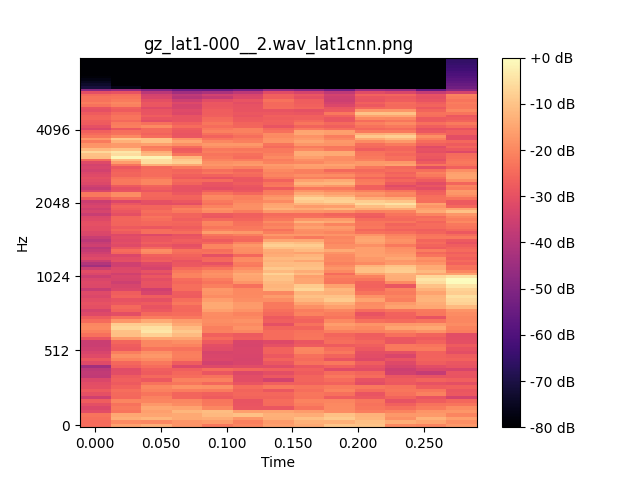 gz_lat1-000__2.wav_lat1cnn.png
Hz
4096
2048
1024
512
0
0.000 0.050 0.100 0.150 0.200 0.250
Time
+0 dB
-10 dB
-20 dB
-30 dB
-40 dB
-50 dB
-60 dB
-70 dB
-80 dB